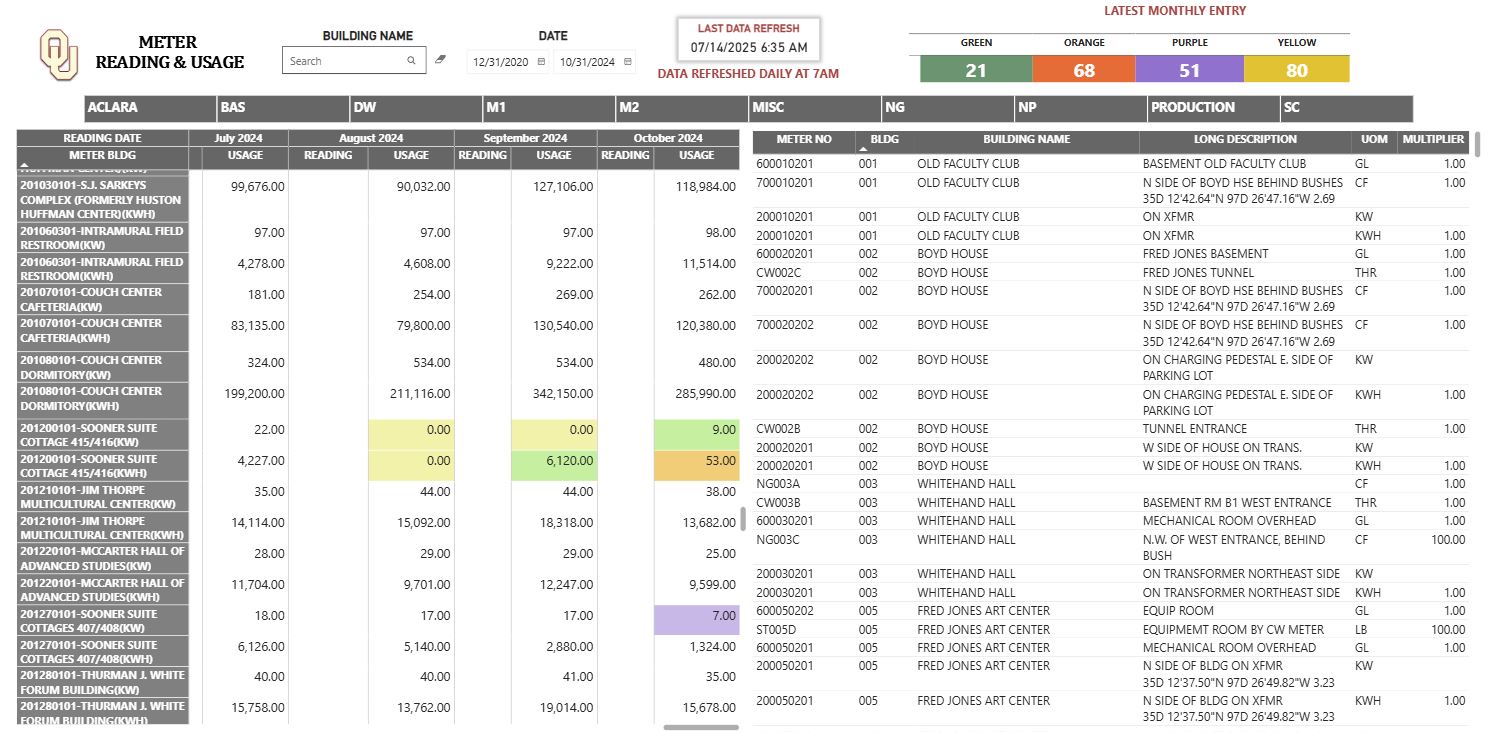 LATEST MONTHLY ENTRY
METER
READING & USAGE
BUILDING NAME
Search
DATE
12/31/2020
10/31/2024
LAST DATA REFRESH
07/14/2025 6:35 AM
DATA REFRESHED DAILY AT 7AM
GREEN ORANGE PURPLE YELLOW
21 68 51 80
ACLARA BAS DW M1 M2 MISC NG NP PRODUCTION SC
READING DATE July 2024 August 2024 September 2024 October 2024
METER BLDG USAGE READING USAGE READING USAGE READING USAGE
HUFFMAN CENTER)(KW)
201030101-S.J. SARKEYS 99,676.00 90,032.00 127,106.00 118,984.00
COMPLEX (FORMERLY HUSTON
HUFFMAN CENTER)(KWH)
201060301-INTRAMURAL FIELD 97.00 97.00 97.00 98.00
RESTROOM(KW)
201060301-INTRAMURAL FIELD 4,278.00 4,608.00 9,222.00 11,514.00
RESTROOM(KWH)
201070101-COUCH CENTER 181.00 254.00 269.00 262.00
CAFETERIA(KW)
201070101-COUCH CENTER 83,135.00 79,800.00 130,540.00 120,380.00
CAFETERIA(KWH)
201080101-COUCH CENTER 324.00 534.00 534.00 480.00
DORMITORY(KW)
201080101-COUCH CENTER 199,200.00 211,116.00 342,150.00 285,990.00
DORMITORY(KWH)
201200101-SOONER SUITE 22.00 0.00 0.00 9.00
COTTAGE 415/416(KW)
201200101-SOONER SUITE 4,227.00 0.00 6,120.00 53.00
COTTAGE 415/416(KWH)
201210101-JIM THORPE 35.00 44.00 44.00 38.00
MULTICULTURAL CENTER(KW)
201210101-JIM THORPE 14,114.00 15,092.00 18,318.00 13,682.00
MULTICULTURAL CENTER(KWH)
201220101-MCCARTER HALL OF 28.00 29.00 29.00 25.00
ADVANCED STUDIES(KW)
201220101-MCCARTER HALL OF 11,704.00 9,701.00 12,247.00 9,599.00
ADVANCED STUDIES(KWH)
201270101-SOONER SUITE 18.00 17.00 17.00 7.00
COTTAGES 407/408(KW)
201270101-SOONER SUITE 6,126.00 5,140.00 2,880.00 1,324.00
COTTAGES 407/408(KWH)
201280101-THURMAN J. WHITE 40.00 40.00 41.00 35.00
FORUM BUILDING(KW)
201280101-THURMAN J. WHITE 15,758.00 13,762.00 19,014.00 15,678.00
FORUM BUILDING(KWH)
METER NO BLDG BUILDING NAME LONG DESCRIPTION UOM MULTIPLIER
600010201 001 OLD FACULTY CLUB BASEMENT OLD FACULTY CLUB GL 1.00
700010201 001 OLD FACULTY CLUB N SIDE OF BOYD HSE BEHIND BUSHES CF 1.00
35D 12'42.64"N 97D 26'47.16"W 2.69
200010201 001 OLD FACULTY CLUB ON XFMR KW
200010201 001 OLD FACULTY CLUB ON XFMR KWH 1.00
600020201 002 BOYD HOUSE FRED JONES BASEMENT GL 1.00
CW002C 002 BOYD HOUSE FRED JONES TUNNEL THR 1.00
700020201 002 BOYD HOUSE N SIDE OF BOYD HSE BEHIND BUSHES CF 1.00
35D 12'42.64"N 97D 26'47.16"W 2.69
700020202 002 BOYD HOUSE N SIDE OF BOYD HSE BEHIND BUSHES CF 1.00
35D 12'42.64"N 97D 26'47.16"W 2.69
200020202 002 BOYD HOUSE ON CHARGING PEDESTAL E. SIDE OF KW
PARKING LOT
200020202 002 BOYD HOUSE ON CHARGING PEDESTAL E. SIDE OF KWH 1.00
PARKING LOT
CW002B 002 BOYD HOUSE TUNNEL ENTRANCE THR 1.00
200020201 002 BOYD HOUSE W SIDE OF HOUSE ON TRANS. KW
200020201 002 BOYD HOUSE W SIDE OF HOUSE ON TRANS. KWH 1.00
NG003A 003 WHITEHAND HALL CF 1.00
CW003B 003 WHITEHAND HALL BASEMENT RM B1 WEST ENTRANCE THR 1.00
600030201 003 WHITEHAND HALL MECHANICAL ROOM OVERHEAD GL 1.00
NG003C 003 WHITEHAND HALL N.W. OF WEST ENTRANCE, BEHIND CF 100.00
BUSH
200030201 003 WHITEHAND HALL ON TRANSFORMER NORTHEAST SIDE KW
200030201 003 WHITEHAND HALL ON TRANSFORMER NORTHEAST SIDE KWH 1.00
600050202 005 FRED JONES ART CENTER EQUIP ROOM GL 1.00
ST005D 005 FRED JONES ART CENTER EQUIPMEMT ROOM BY CW METER LB 100.00
600050201 005 FRED JONES ART CENTER MECHANICAL ROOM OVERHEAD GL 1.00
200050201 005 FRED JONES ART CENTER N SIDE OF BLDG ON XFMR KW
35D 12'37.50"N 97D 26'49.82"W 3.23
200050201 005 FRED JONES ART CENTER N SIDE OF BLDG ON XFMR KWH 1.00
35D 12'37.50"N 97D 26'49.82"W 3.23